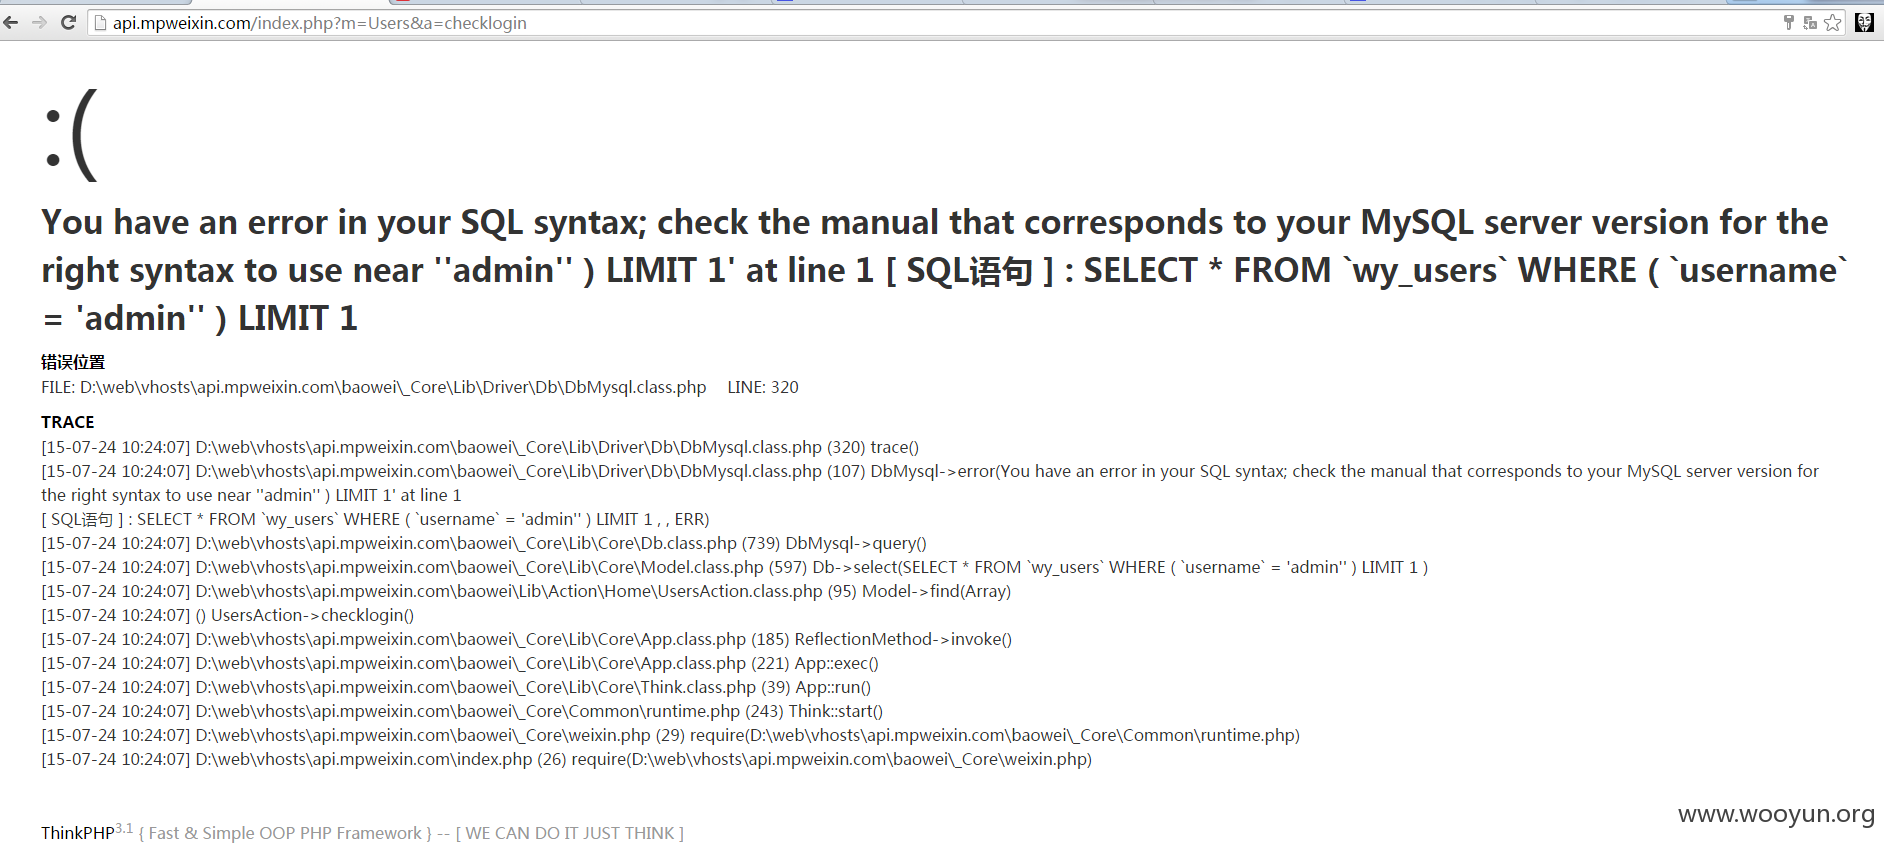 api.mpweixin.com/index.php?m=Users&a=checklogin
:(
You have an error in your SQL syntax; check the manual that corresponds to your MySQL server version for the
right syntax to use near ''admin'' ) LIMIT 1' at line 1 [ SQL语句 ] : SELECT * FROM `wy_users` WHERE ( `username`
= 'admin'' ) LIMIT 1
错误位置
FILE: D:\web\vhosts\api.mpweixin.com\baowei\_Core\Lib\Driver\Db\DbMysql.class.php LINE: 320
TRACE
[15-07-24 10:24:07] D:\web\vhosts\api.mpweixin.com\baowei\_Core\Lib\Driver\Db\DbMysql.class.php (320) trace()
[15-07-24 10:24:07] D:\web\vhosts\api.mpweixin.com\baowei\_Core\Lib\Driver\Db\DbMysql.class.php (107) DbMysql->error(You have an error in your SQL syntax; check the manual that corresponds to your MySQL server version for
the right syntax to use near ''admin'' ) LIMIT 1' at line 1
[ SQL语句 ] : SELECT * FROM `wy_users` WHERE ( `username` = 'admin'' ) LIMIT 1 , , ERR)
[15-07-24 10:24:07] D:\web\vhosts\api.mpweixin.com\baowei\_Core\Lib\Core\Db.class.php (739) DbMysql->query()
[15-07-24 10:24:07] D:\web\vhosts\api.mpweixin.com\baowei\_Core\Lib\Core\Model.class.php (597) Db->select(SELECT * FROM `wy_users` WHERE ( `username` = 'admin'' ) LIMIT 1 )
[15-07-24 10:24:07] D:\web\vhosts\api.mpweixin.com\baowei\Lib\Action\Home\UsersAction.class.php (95) Model->find(Array)
[15-07-24 10:24:07] () UsersAction->checklogin()
[15-07-24 10:24:07] D:\web\vhosts\api.mpweixin.com\baowei\_Core\Lib\Core\App.class.php (185) ReflectionMethod->invoke()
[15-07-24 10:24:07] D:\web\vhosts\api.mpweixin.com\baowei\_Core\Lib\Core\App.class.php (221) App::exec()
[15-07-24 10:24:07] D:\web\vhosts\api.mpweixin.com\baowei\_Core\Lib\Core\Think.class.php (39) App::run()
[15-07-24 10:24:07] D:\web\vhosts\api.mpweixin.com\baowei\_Core\Common\runtime.php (243) Think::start()
[15-07-24 10:24:07] D:\web\vhosts\api.mpweixin.com\baowei\_Core\weixin.php (29) require(D:\web\vhosts\api.mpweixin.com\baowei\_Core\Common\runtime.php)
[15-07-24 10:24:07] D:\web\vhosts\api.mpweixin.com\index.php (26) require(D:\web\vhosts\api.mpweixin.com\baowei\_Core\weixin.php)
www.wooyun.org
ThinkPHP3.1 { Fast & Simple OOP PHP Framework } -- [ WE CAN DO IT JUST THINK ]